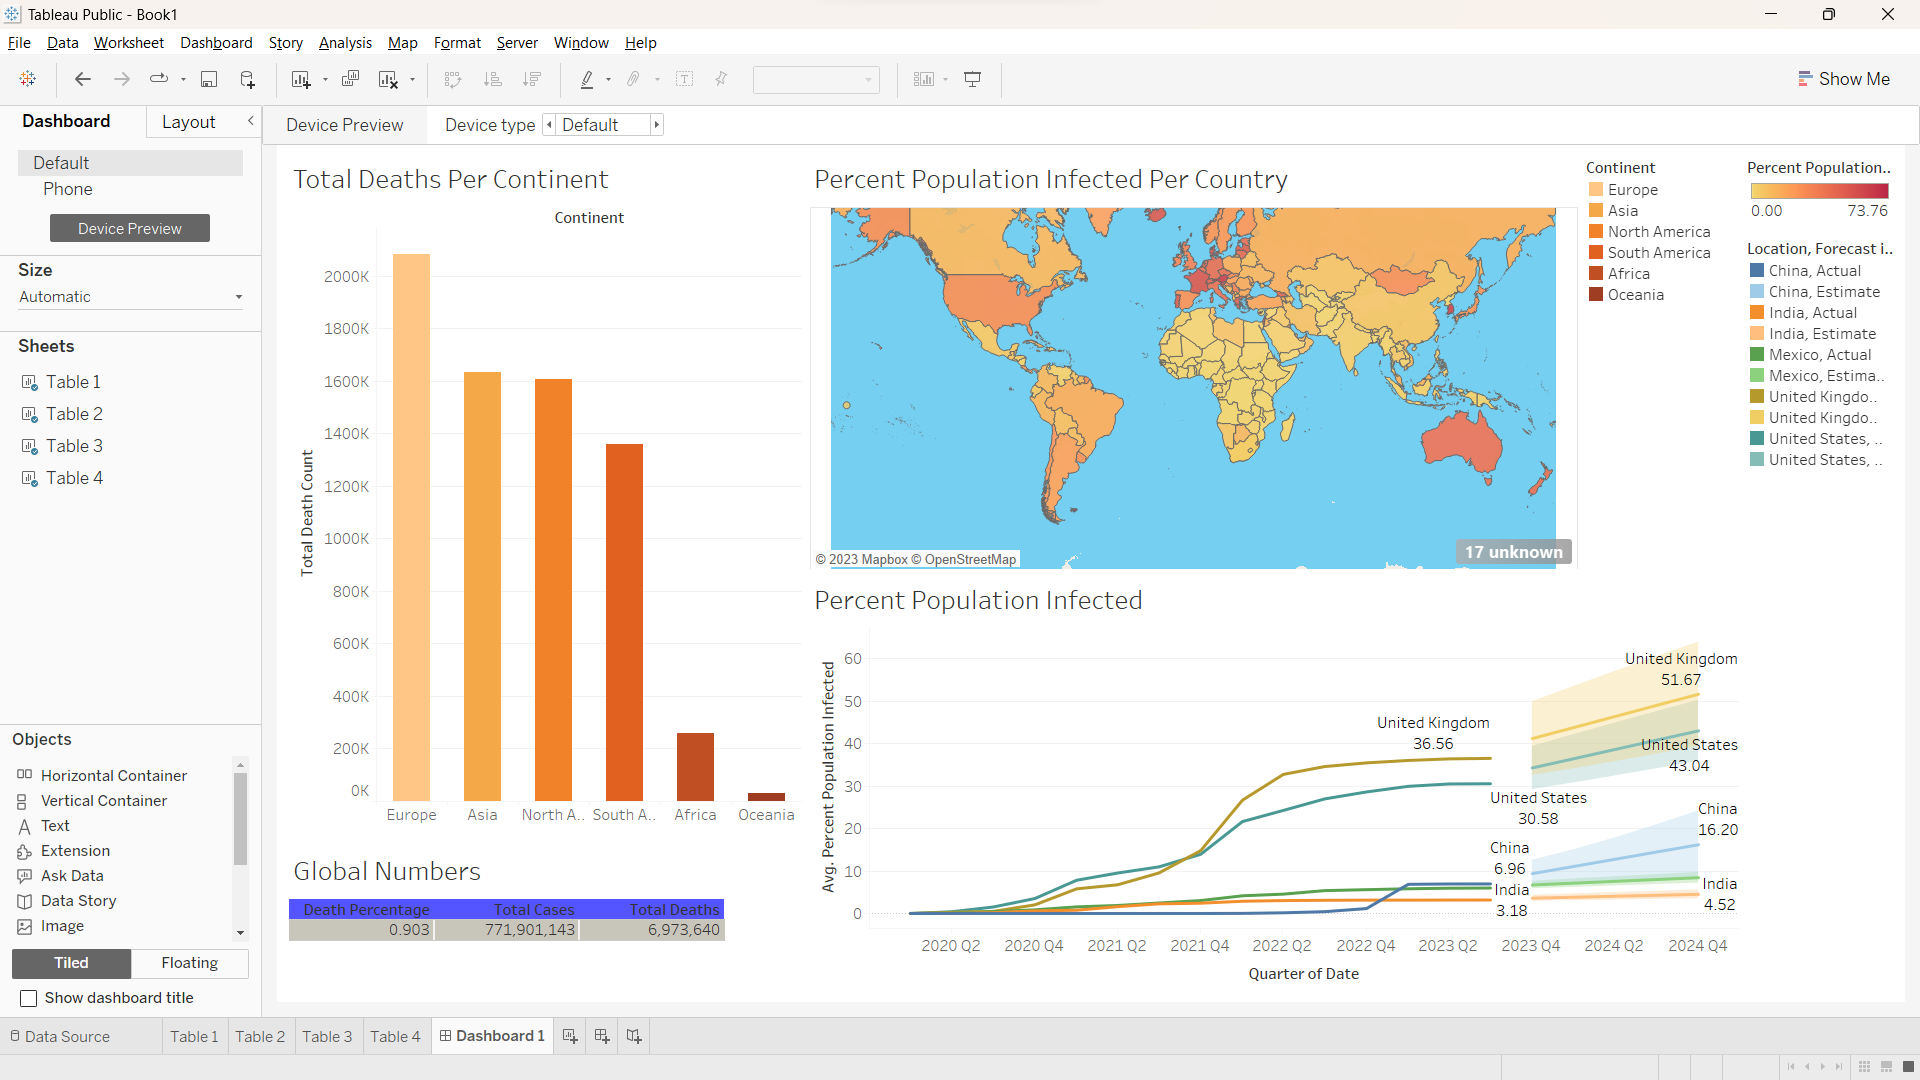 Tableau Public - Book1
File Data Worksheet Dashboard Story Analysis Map Format Server Window Help
Show Me
Dashboard
Layout
Device Preview
Device type
Default
Default
Phone
Device Preview
Size
Automatic
Sheets
Table 1
Table 2
Table 3
Table 4
Objects
Horizontal Container
Vertical Container
Text
Extension
Ask Data
Data Story
Image
Tiled
Floating
Show dashboard title
Total Deaths Per Continent
Continent
Total Death Count
2000K
1800K
1600K
1400K
1200K
1000K
800K
600K
400K
200K
0K
Europe
Asia
North A..
South A..
Africa
Oceania
Global Numbers
Death Percentage Total Cases Total Deaths
0.903 771,901,143 6,973,640
Percent Population Infected Per Country
© 2023 Mapbox © OpenStreetMap
17 unknown
Continent
Europe
Asia
North America
South America
Africa
Oceania
Percent Population..
0.00 73.76
Location, Forecast i..
China, Actual
China, Estimate
India, Actual
India, Estimate
Mexico, Actual
Mexico, Estima..
United Kingdo..
United Kingdo..
United States, ..
United States, ..
Percent Population Infected
Avg. Percent Population Infected
60
50
40
30
20
10
0
United Kingdom
36.56
United States
30.58
China
6.96
India
3.18
United Kingdom
51.67
United States
43.04
China
16.20
India
4.52
2020 Q2
2020 Q4
2021 Q2
2021 Q4
2022 Q2
2022 Q4
2023 Q2
2023 Q4
2024 Q2
2024 Q4
Quarter of Date
Data Source
Table 1
Table 2
Table 3
Table 4
Dashboard 1